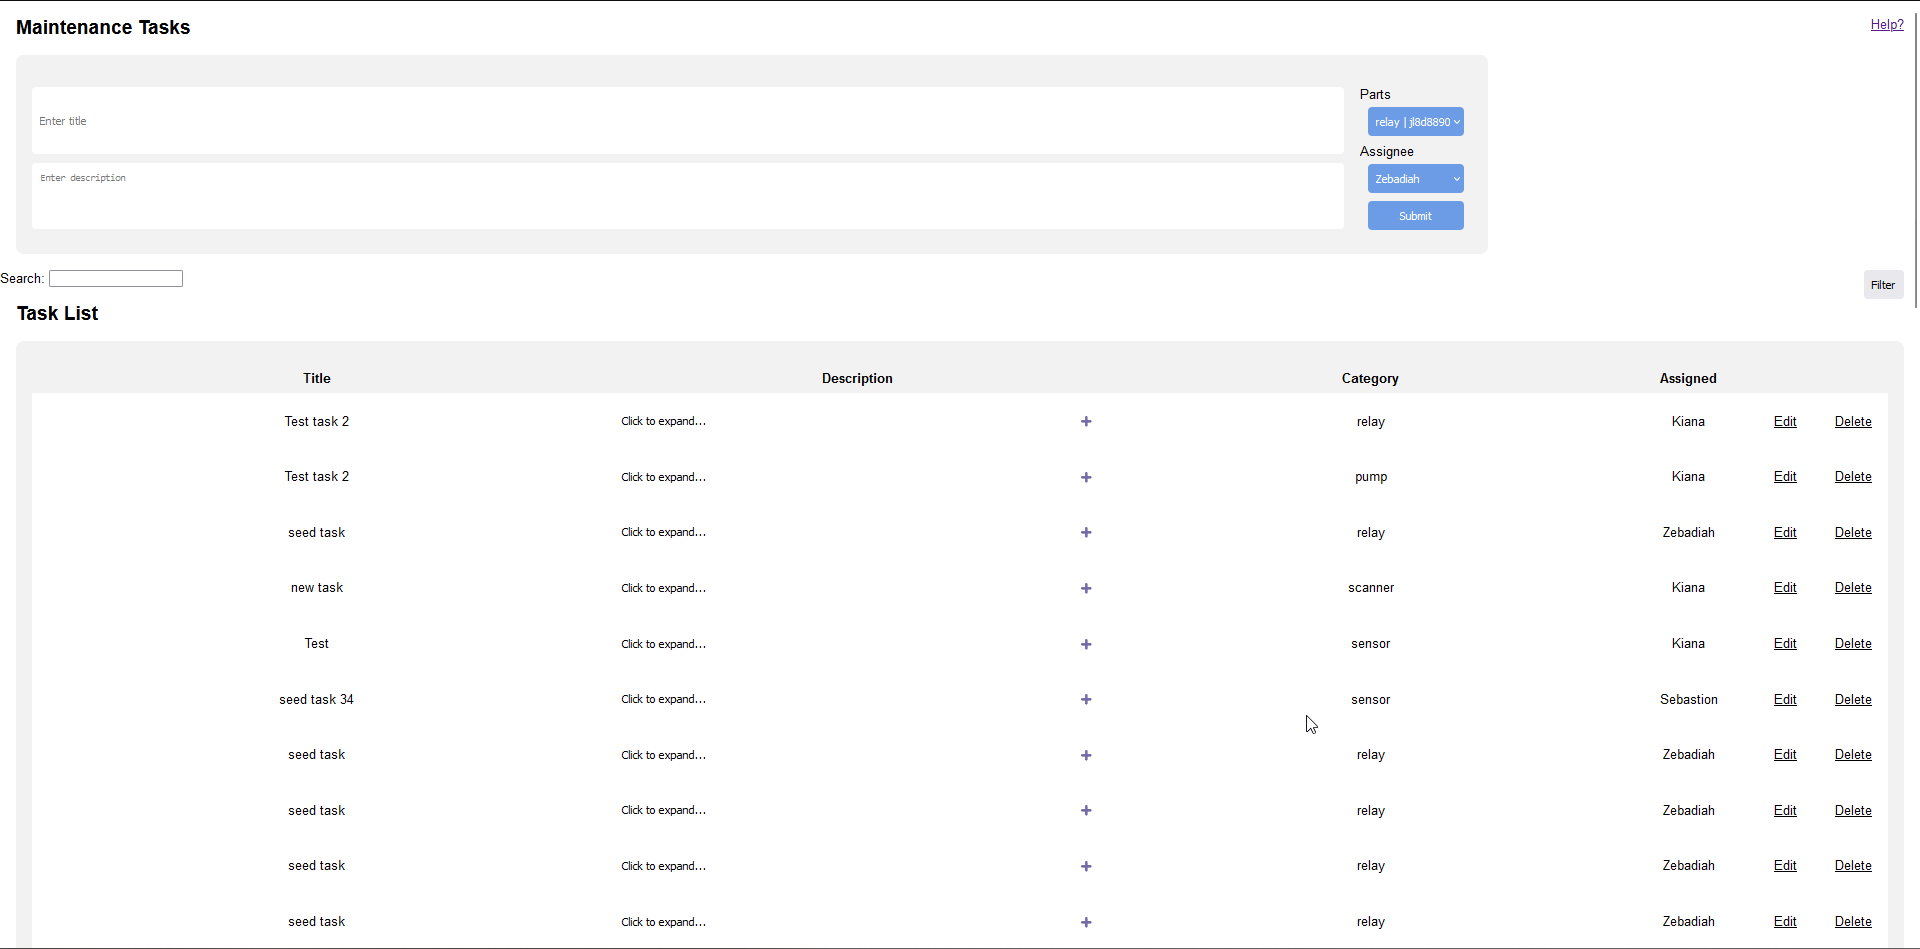 Maintenance Tasks
Help?
Enter title
Enter description
Parts
relay | jl8d8890
Assignee
Zebadiah
Submit
Search:
Filter
Task List
Title Description Category Assigned
Test task 2 Click to expand... + relay Kiana Edit Delete
Test task 2 Click to expand... + pump Kiana Edit Delete
seed task Click to expand... + relay Zebadiah Edit Delete
new task Click to expand... + scanner Kiana Edit Delete
Test Click to expand... + sensor Kiana Edit Delete
seed task 34 Click to expand... + sensor Sebastion Edit Delete
seed task Click to expand... + relay Zebadiah Edit Delete
seed task Click to expand... + relay Zebadiah Edit Delete
seed task Click to expand... + relay Zebadiah Edit Delete
seed task Click to expand... + relay Zebadiah Edit Delete